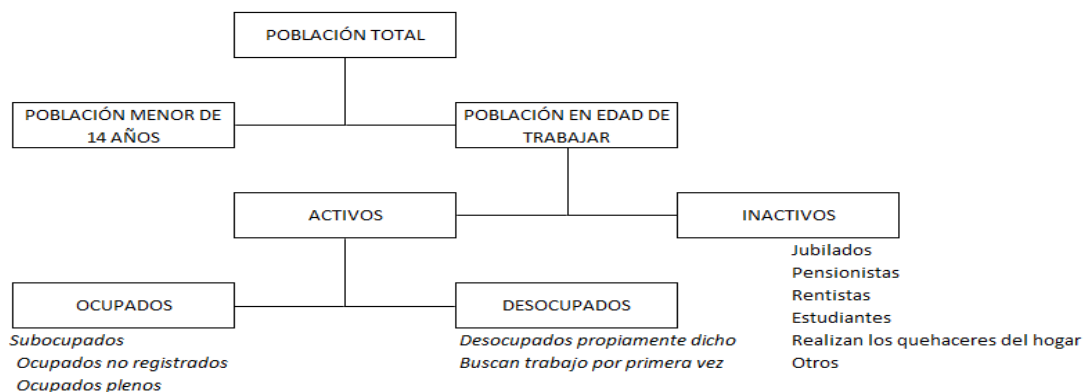 POBLACIÓN TOTAL
POBLACIÓN MENOR DE
14 AÑOS
POBLACIÓN EN EDAD DE
TRABAJAR
ACTIVOS
INACTIVOS
Jubilados
Pensionistas
Rentistas
Estudiantes
Realizan los quehaceres del hogar
Otros
OCUPADOS
Subocupados
Ocupados no registrados
Ocupados plenos
DESOCUPADOS
Desocupados propiamente dicho
Buscan trabajo por primera vez